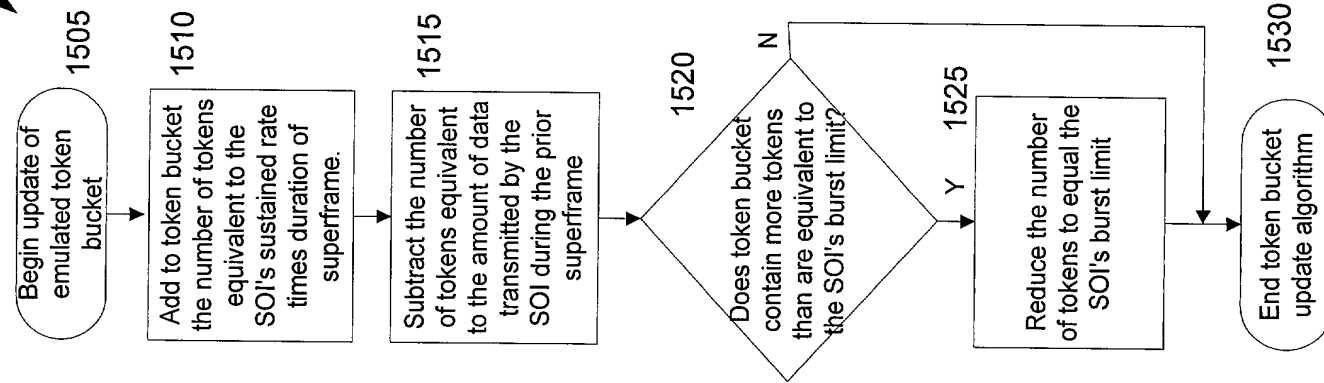 1505
Begin update of
emulated token
bucket
1510
Add to token bucket
the number of tokens
equivalent to the
SOI's sustained rate
times duration of
superframe.
1515
Subtract the number
of tokens equivalent
to the amount of data
transmitted by the
SOI during the prior
superframe
1520
Does token bucket
contain more tokens
than are equivalent to
the SOI's burst limit?
N
Y
1525
Reduce the number
of tokens to equal the
SOI's burst limit
1530
End token bucket
update algorithm